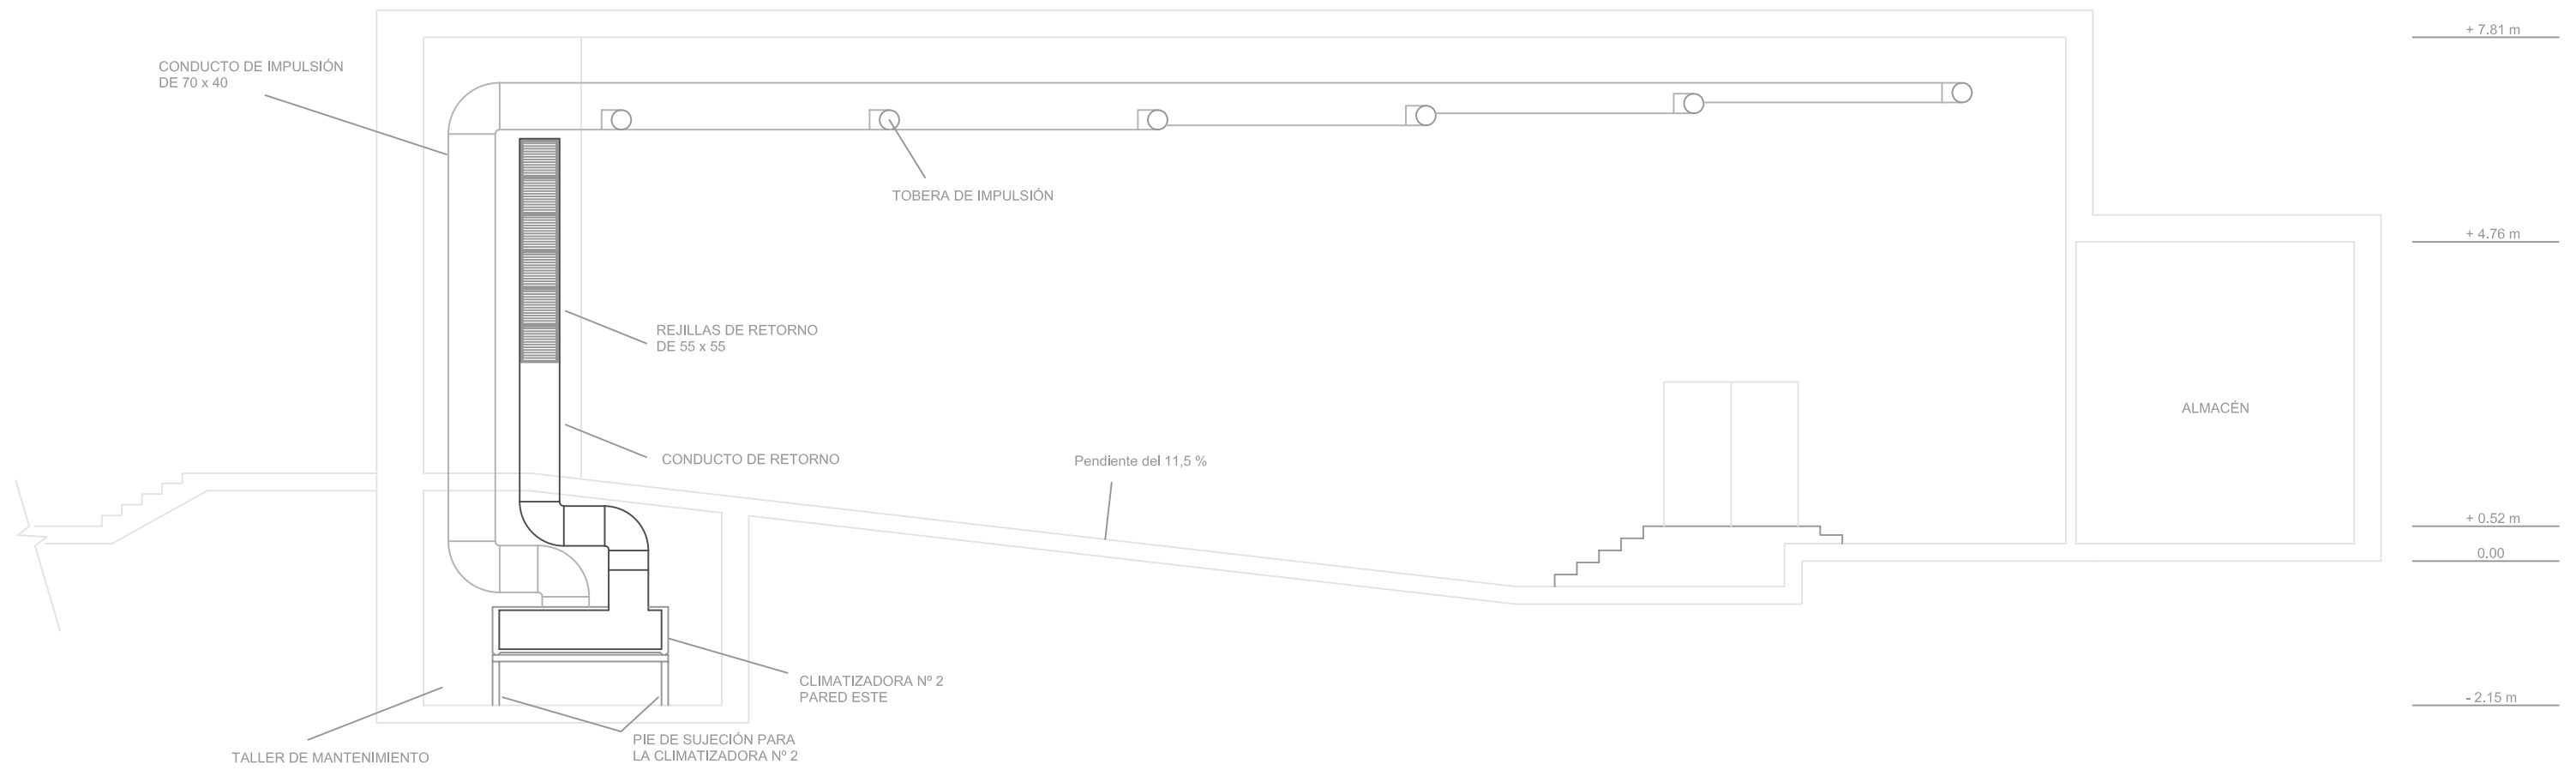 + 7.81 m
CONDUCTO DE IMPULSIÓN
DE 70 x 40
TOBERA DE IMPULSIÓN
+ 4.76 m
REJILLAS DE RETORNO
DE 55 x 55
ALMACÉN
CONDUCTO DE RETORNO
Pendiente del 11,5 %
+ 0.52 m
0.00
CLIMATIZADORA Nº 2
PARED ESTE
- 2.15 m
PIE DE SUJECIÓN PARA
LA CLIMATIZADORA Nº 2
TALLER DE MANTENIMIENTO